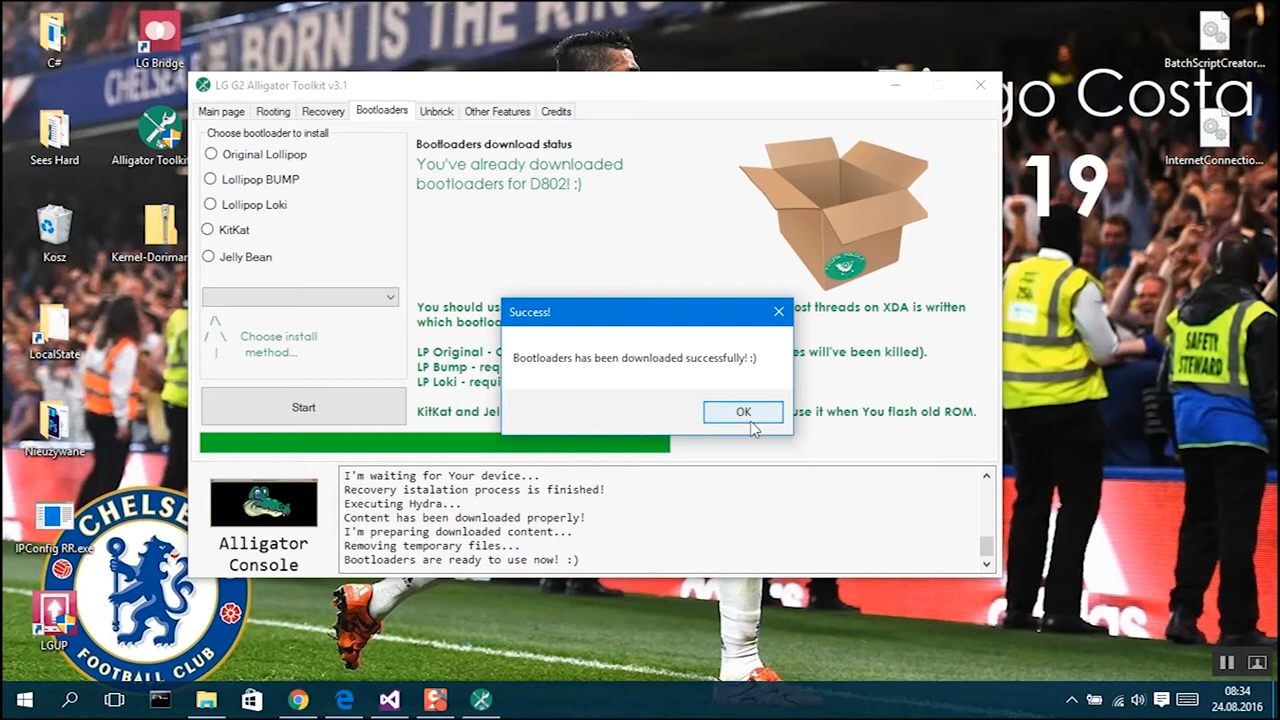 CHELSEA
BORN IS THE KING
go Costa
19
C#
LG Bridge
Sees Hard
Alligator Toolki
Kosz
Kernel-Dorima
LocalState
Nieuzywane
IPConfig RR.exe
LGUP
BatchScriptCreator...
InternetConnectio...
LG G2 Alligator Toolkit v3.1
Main page Rooting Recovery Bootloaders Unbrick Other Features Credits
Choose bootloader to install
Original Lollipop
Lollipop BUMP
Lollipop Loki
KitKat
Jelly Bean
/\
/ \ Choose install
| method...
Start
Bootloaders download status
You've already downloaded
bootloaders for D802! :)
You should us ost threads on XDA is written
which bootlo
LP Original - es will've been killed).
LP Bump - req
LP Loki - requi
KitKat and Jel use it when You flash old ROM.
Success!
Bootloaders has been downloaded successfully! :)
OK
Alligator
Console
I'm waiting for Your device...
Recovery istalation process is finished!
Executing Hydra...
Content has been downloaded properly!
I'm preparing downloaded content...
Removing temporary files...
Bootloaders are ready to use now! :)
CHELSE
FOOTBALL CLUB
SAFETY
STEWARD
08:34
24.08.2016